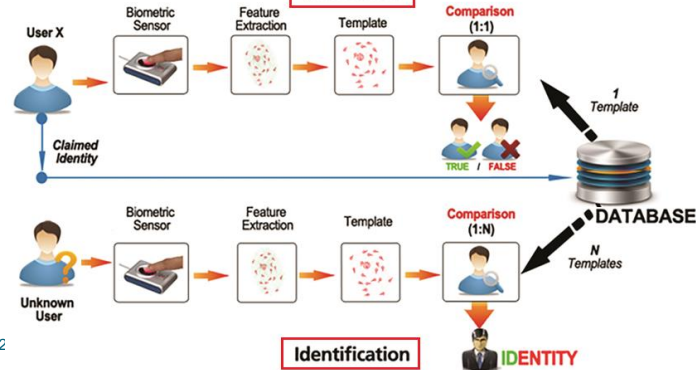 User X
Biometric
Sensor
Feature
Extraction
Template
Comparison
(1:1)
1
Template
Claimed
Identity
TRUE / FALSE
DATABASE
Biometric
Sensor
Feature
Extraction
Template
Comparison
(1:N)
N
Templates
Unknown
User
2
Identification
IDENTITY